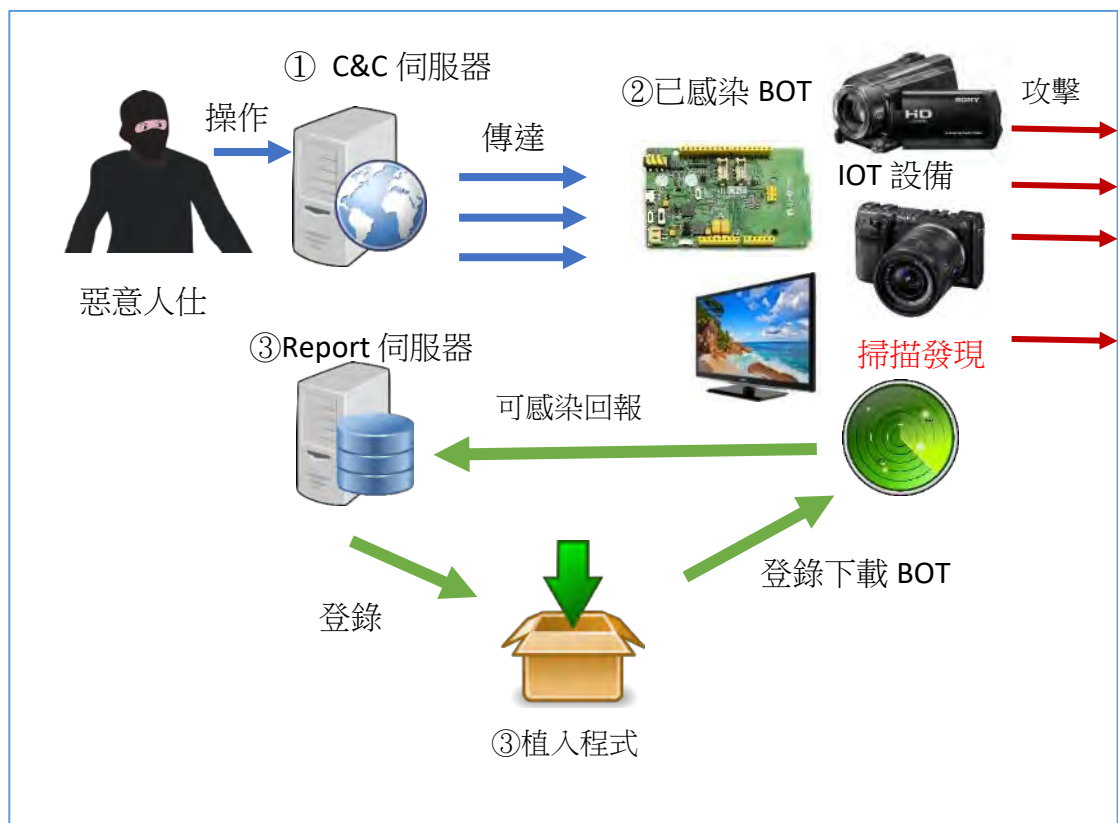 ① C&C 伺服器
②已感染 BOT
SONY
HD
攻擊
操作
傳達
IOT 設備
惡意人仕
③Report 伺服器
掃描發現
可感染回報
登錄下載 BOT
登錄
③植入程式